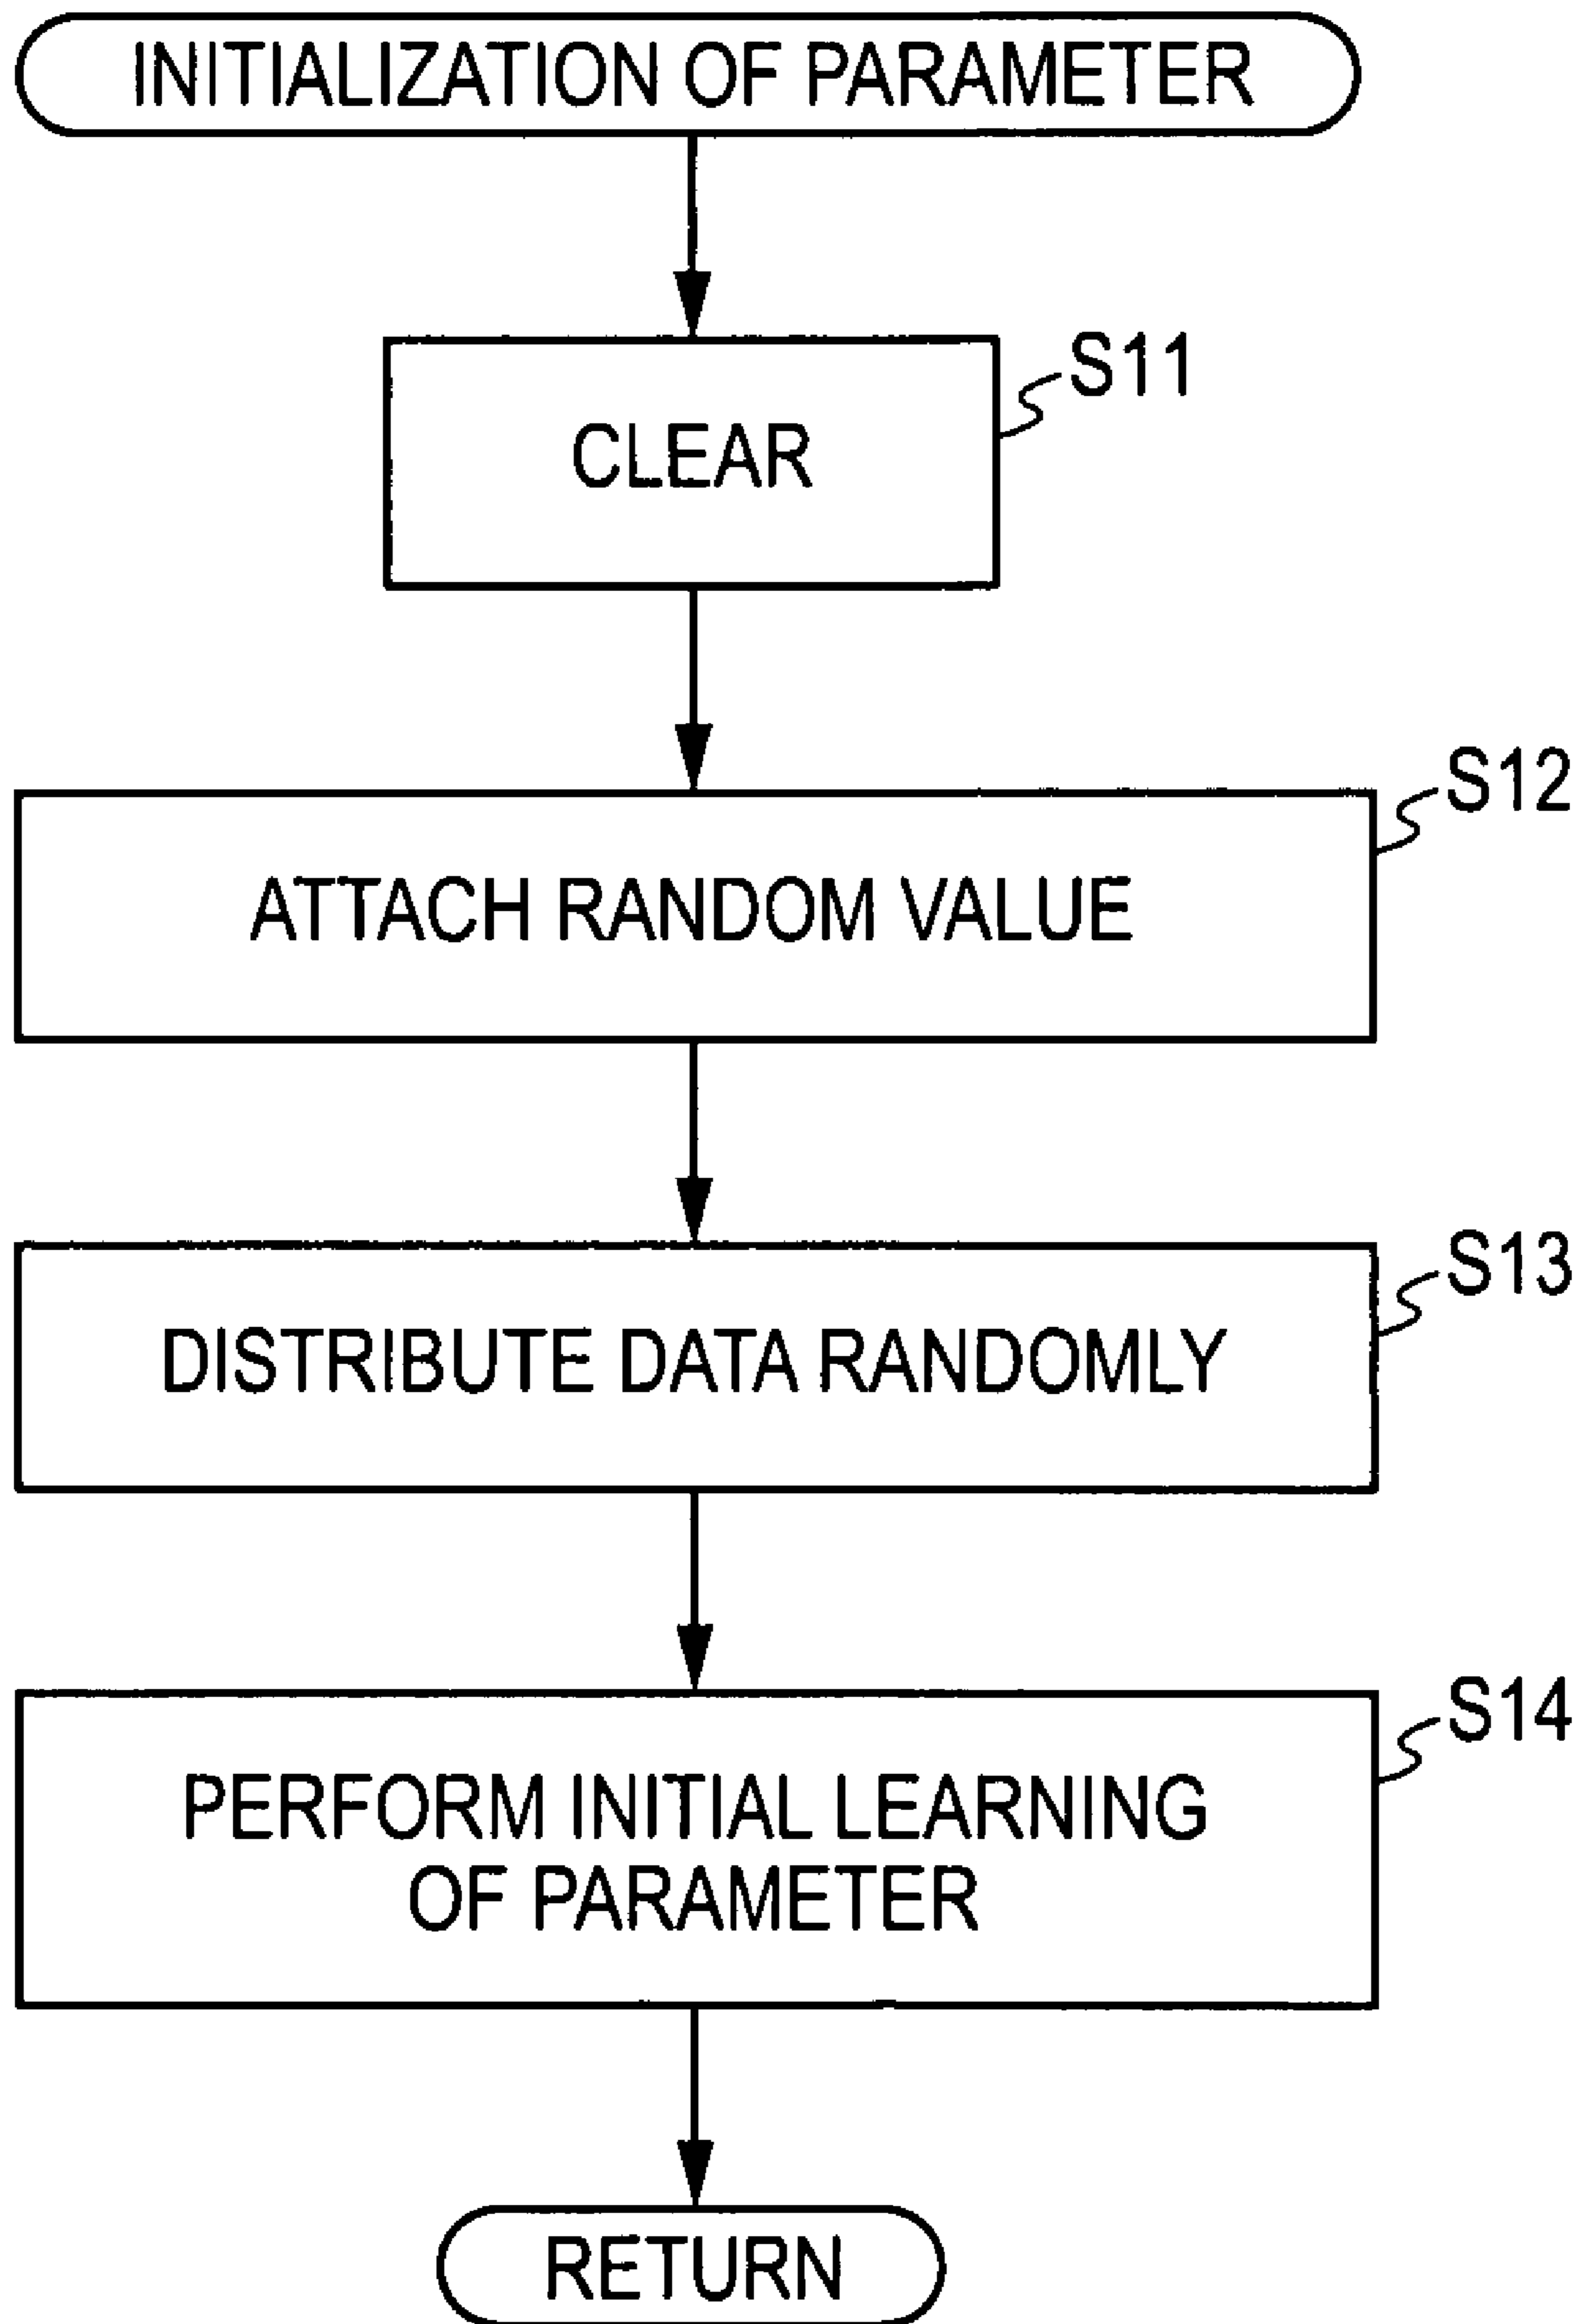 INITIALIZATION OF PARAMETER
S11
CLEAR
S12
ATTACH RANDOM VALUE
S13
DISTRIBUTE DATA RANDOMLY
S14
PERFORM INITIAL LEARNING
OF PARAMETER
RETURN